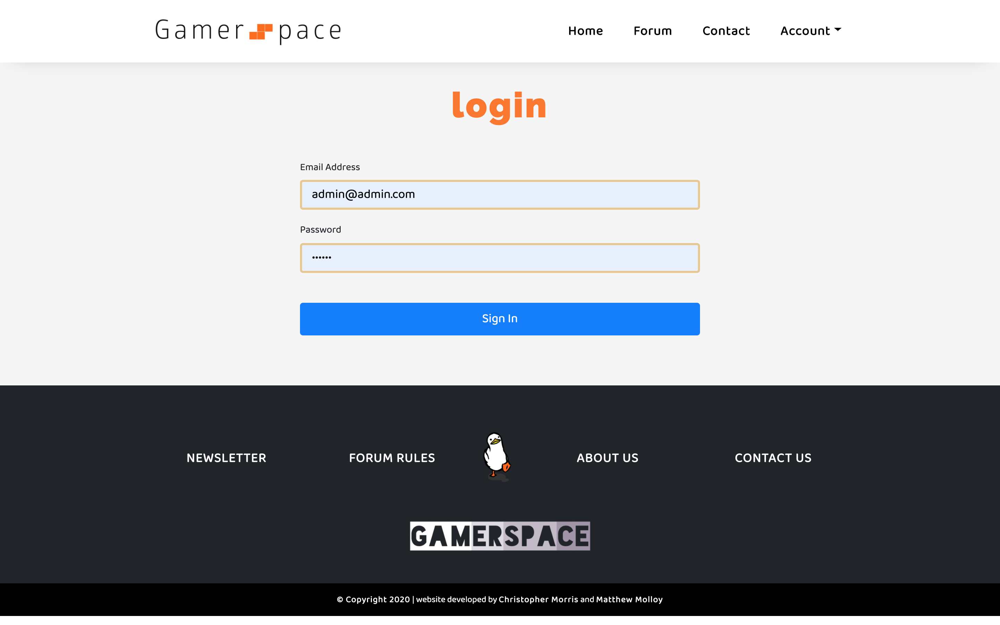 Gamer space
Home Forum Contact Account
login
Email Address
admin@admin.com
Password
••••••
Sign In
NEWSLETTER FORUM RULES ABOUT US CONTACT US
GAMERSPACE
© Copyright 2020 | website developed by Christopher Morris and Matthew Molloy